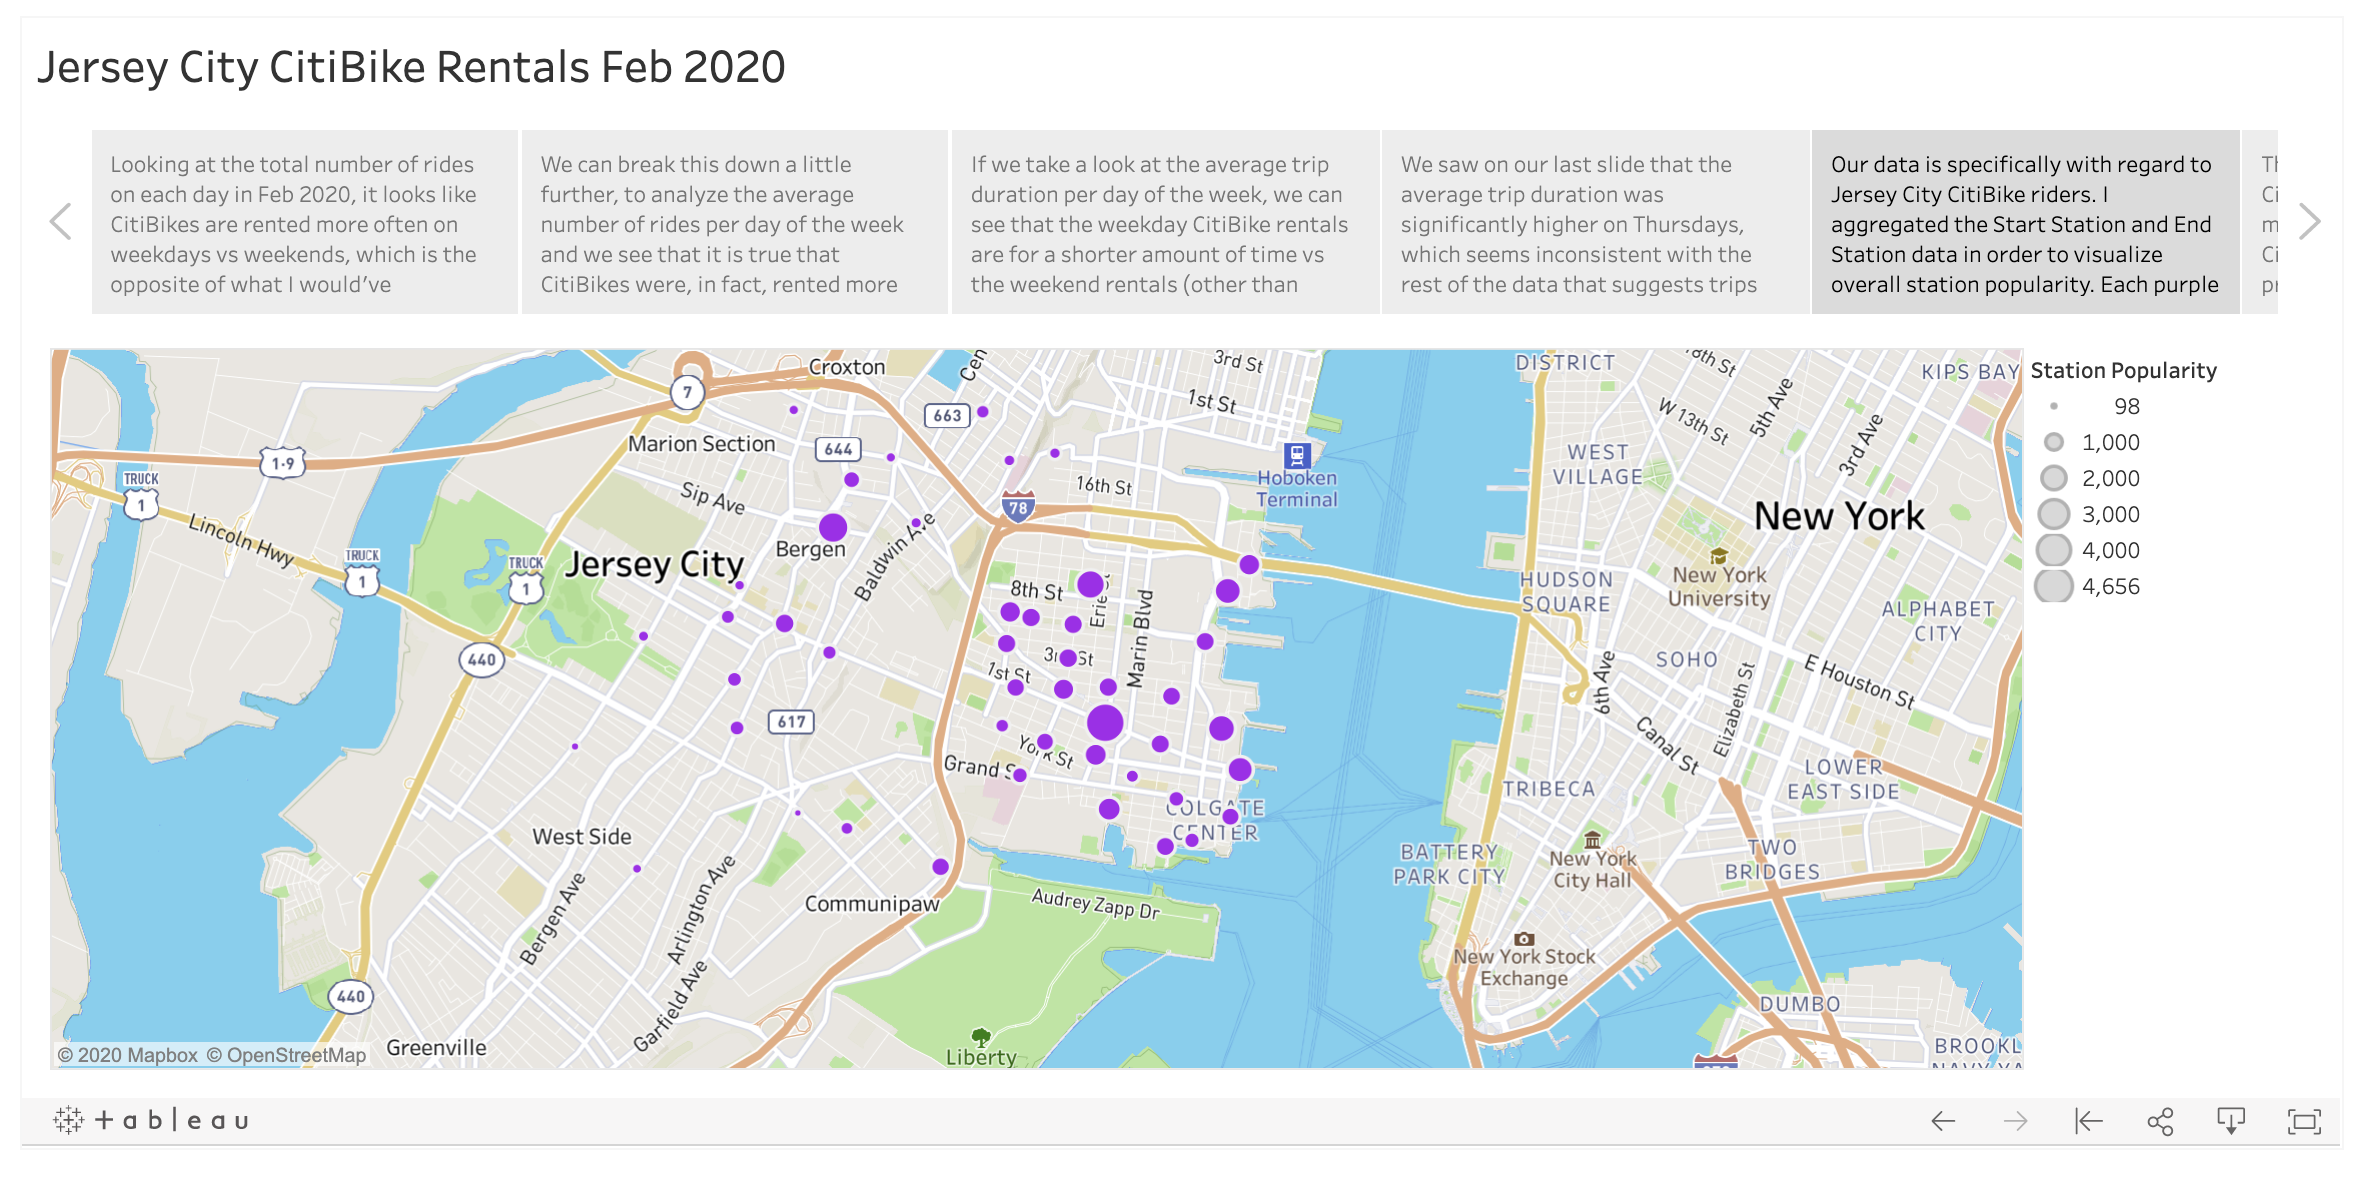 Jersey City CitiBike Rentals Feb 2020
Looking at the total number of rides
on each day in Feb 2020, it looks like
CitiBikes are rented more often on
weekdays vs weekends, which is the
opposite of what I would've
We can break this down a little
further, to analyze the average
number of rides per day of the week
and we see that it is true that
CitiBikes were, in fact, rented more
If we take a look at the average trip
duration per day of the week, we can
see that the weekday CitiBike rentals
are for a shorter amount of time vs
the weekend rentals (other than
We saw on our last slide that the
average trip duration was
significantly higher on Thursdays,
which seems inconsistent with the
rest of the data that suggests trips
Our data is specifically with regard to
Jersey City CitiBike riders. I
aggregated the Start Station and End
Station data in order to visualize
overall station popularity. Each purple
Station Popularity
98
1,000
2,000
3,000
4,000
4,656
Croxton
Cen
3rd St
DISTRICT
18th St
KIPS BAY
7
663
1st St
W 13th St
5th Ave
3rd Ave
Marion Section
644
1-9
WEST
VILLAGE
Hoboken
Terminal
TRUCK
1
Sip Ave
16th St
78
New York
Lincoln Hwy
Bergen
Baldwin Ave
Jersey City
TRUCK
1
TRUCK
1
8th St
Erie St
Marin Blvd
HUDSON
SQUARE
New York
University
ALPHABET
CITY
440
3rd St
1st St
SOHO
6th Ave
Elizabeth St
E Houston St
617
York St
Grand S
Canal St
TRIBECA
LOWER
EAST SIDE
COLGATE
CENTER
West Side
BATTERY
PARK CITY
New York
City Hall
TWO
BRIDGES
Bergen Ave
Arlington Ave
Communipaw
Audrey Zapp Dr
New York Stock
Exchange
440
Garfield Ave
DUMBO
Greenville
Liberty
BROOKL
NAVY YA
© 2020 Mapbox © OpenStreetMap
+ableau